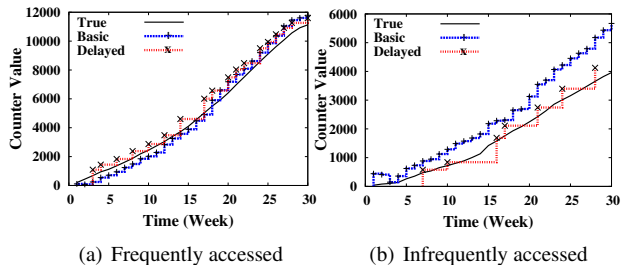 12000
10000
8000
6000
4000
2000
0
Counter Value
True
Basic
Delayed
0 5 10 15 20 25 30
Time (Week)
(a) Frequently accessed
6000
5000
4000
3000
2000
1000
0
Counter Value
True
Basic
Delayed
0 5 10 15 20 25 30
Time (Week)
(b) Infrequently accessed